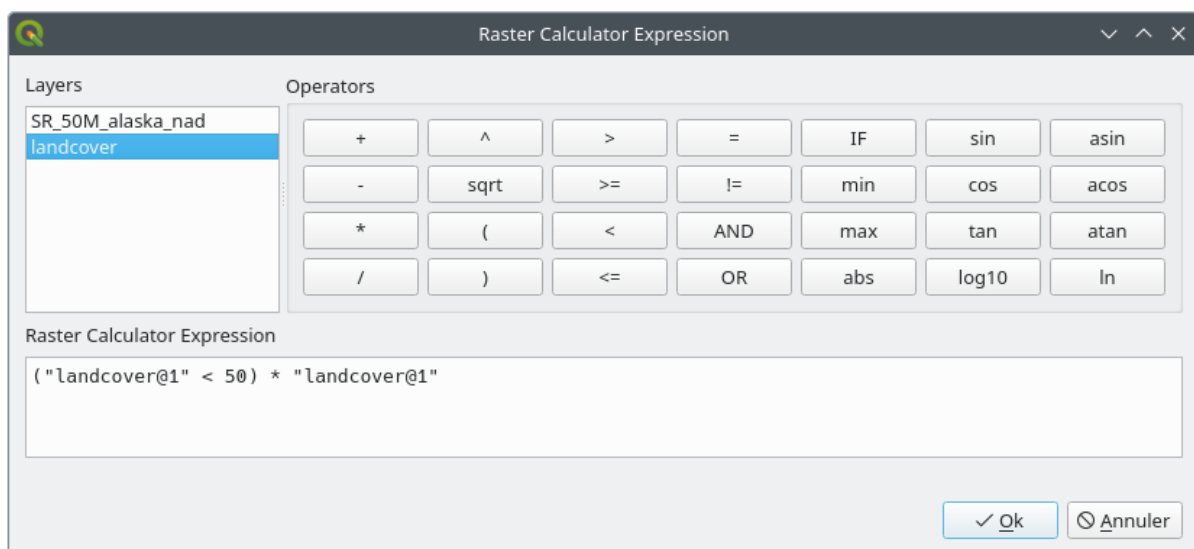 Raster Calculator Expression
Layers
Operators
SR_50M_alaska_nad
landcover
+ ^ > = IF sin asin
- sqrt >= != min cos acos
* ( < AND max tan atan
/ ) <= OR abs log10 ln
Raster Calculator Expression
("landcover@1" < 50) * "landcover@1"
Ok Annuler